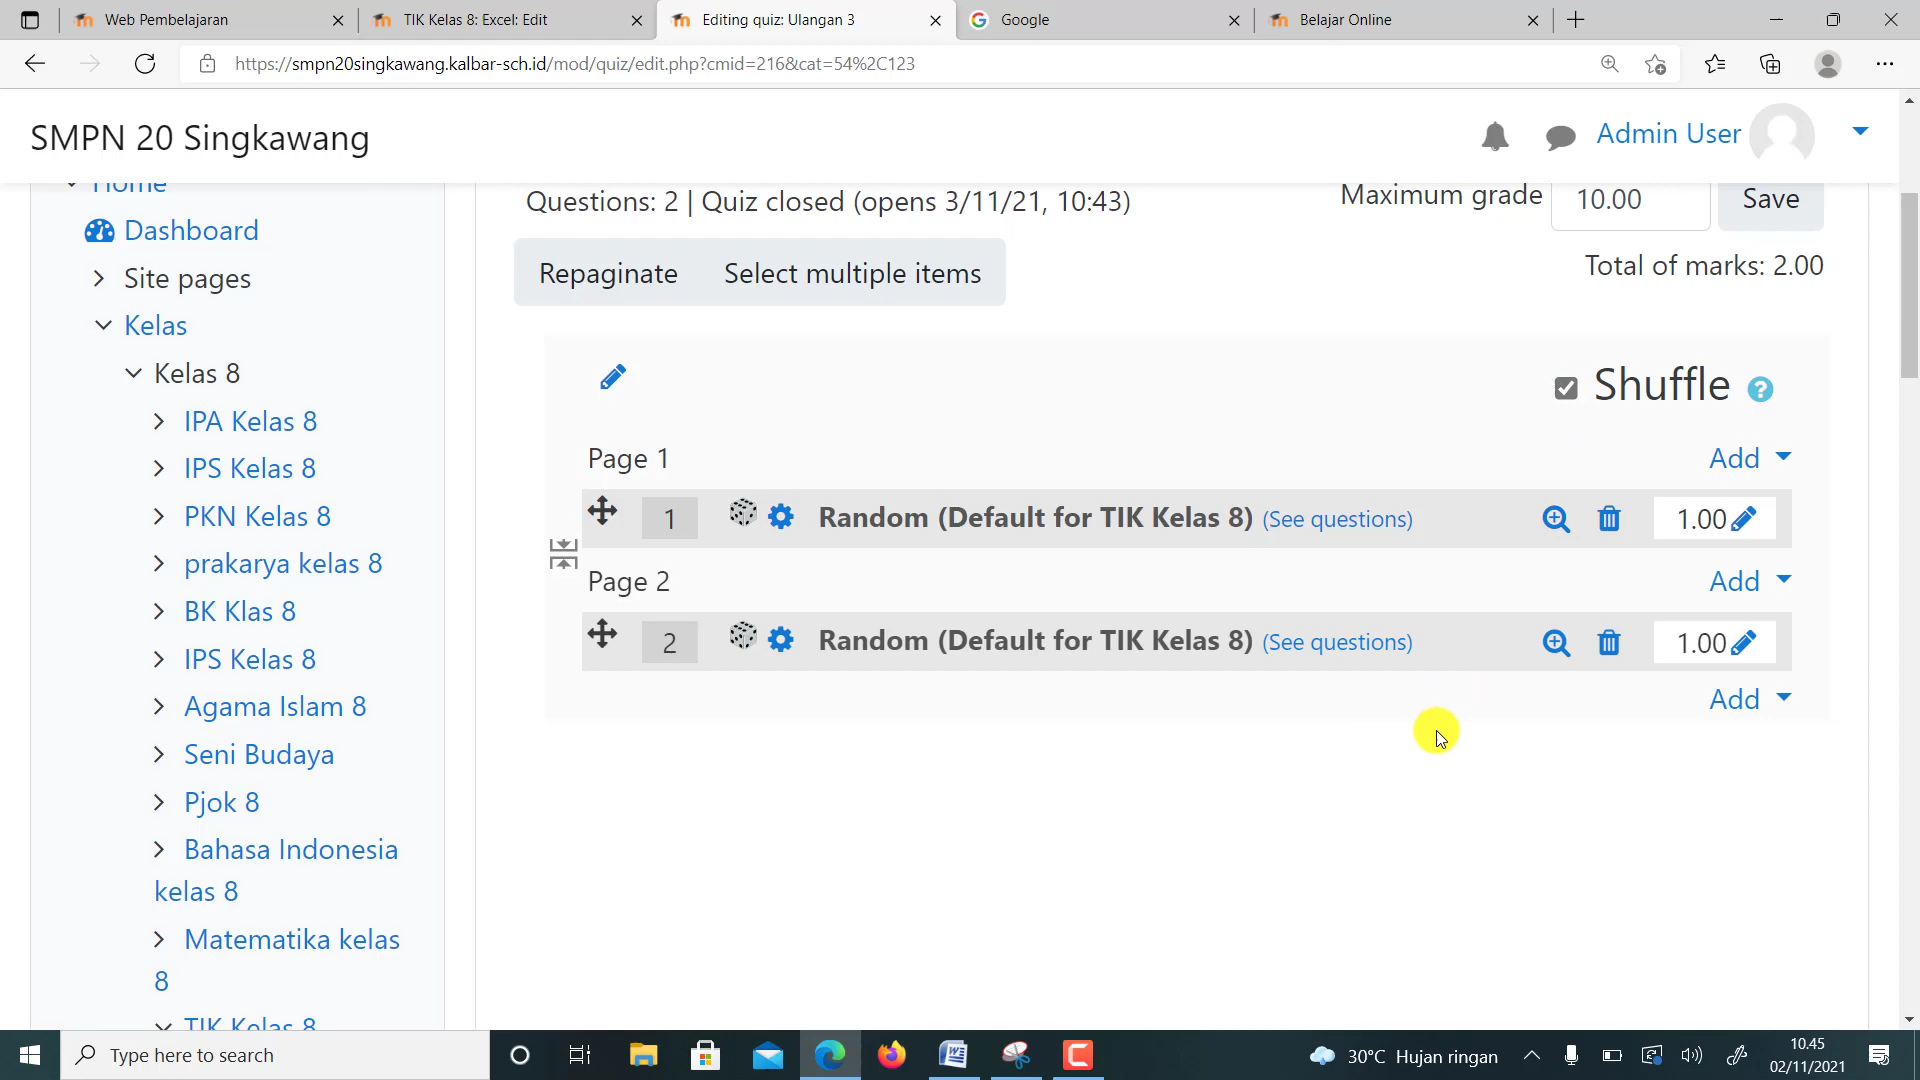 Web Pembelajaran
TIK Kelas 8: Excel: Edit
Editing quiz: Ulangan 3
Google
Belajar Online
https://smpn20singkawang.kalbar-sch.id/mod/quiz/edit.php?cmid=216&cat=54%2C123
SMPN 20 Singkawang
Admin User
Home
Dashboard
Site pages
Kelas
Kelas 8
IPA Kelas 8
IPS Kelas 8
PKN Kelas 8
prakarya kelas 8
BK Klas 8
IPS Kelas 8
Agama Islam 8
Seni Budaya
Pjok 8
Bahasa Indonesia
kelas 8
Matematika kelas
8
TIK Kelas 8
Questions: 2 | Quiz closed (opens 3/11/21, 10:43)
Maximum grade 10.00 Save
Repaginate Select multiple items
Total of marks: 2.00
Shuffle ?
Page 1 Add
1 Random (Default for TIK Kelas 8) (See questions) 1.00
Page 2 Add
2 Random (Default for TIK Kelas 8) (See questions) 1.00
Add
Type here to search
30°C Hujan ringan
10.45
02/11/2021